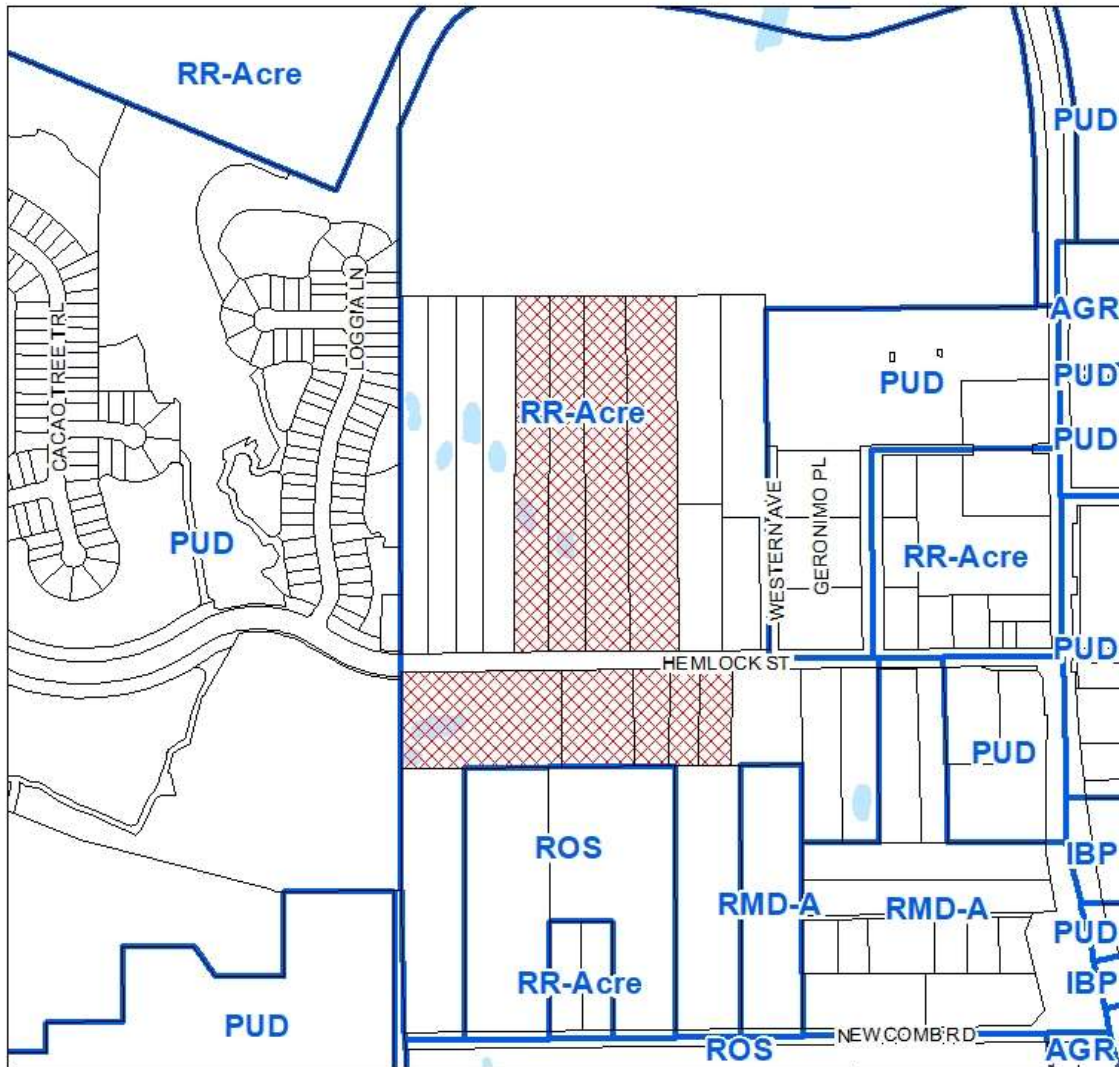 RR-Acre
PUD
LOGGIA LN
CACAO TREE TRL
AGR
PUD
PUD
RR-Acre
PUD
PUD
WESTERN AVE
GERONIMO PL
RR-Acre
PUD
PUD
HEMLOCK ST
PUD
ROS
IBP
RMD-A
RMD-A
PUD
RR-Acre
IBP
PUD
NEWCOMB RD
ROS
AGR